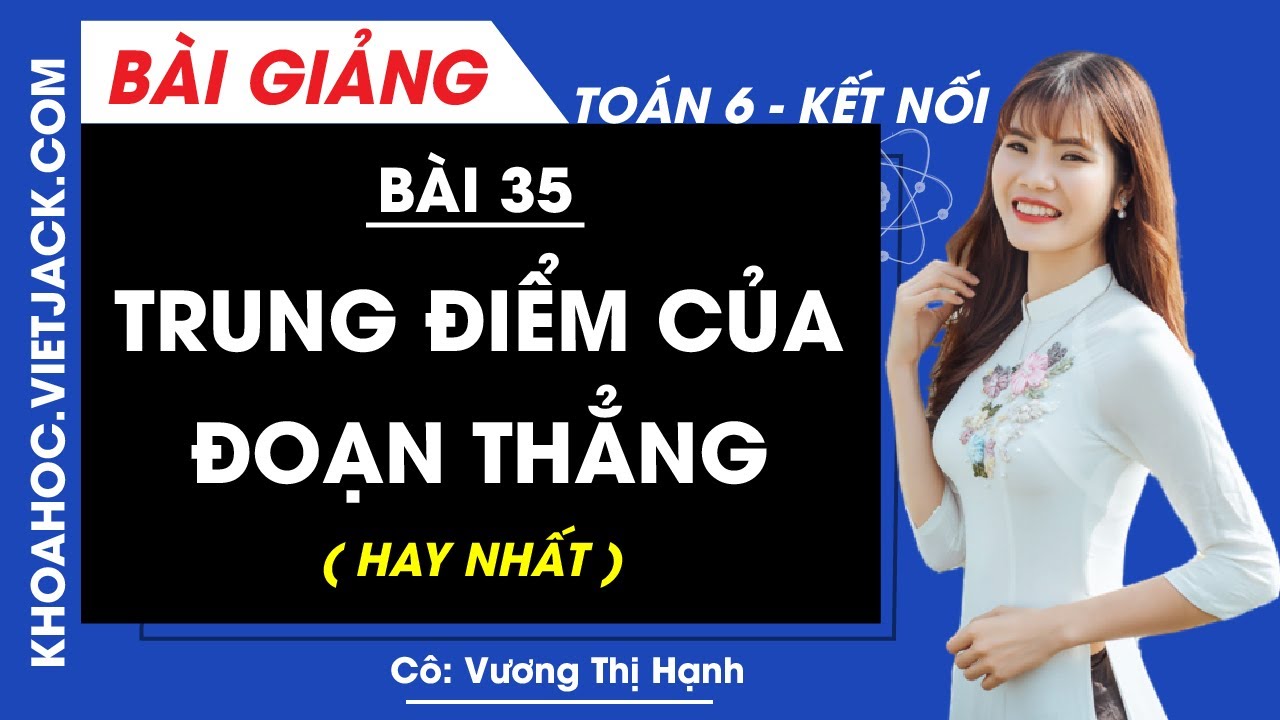 KHOAHOC.VIETJACK.COM
BÀI GIẢNG
TOÁN 6 - KẾT NỐI
BÀI 35
TRUNG ĐIỂM CỦA
ĐOẠN THẲNG
( HAY NHẤT )
Cô: Vương Thị Hạnh